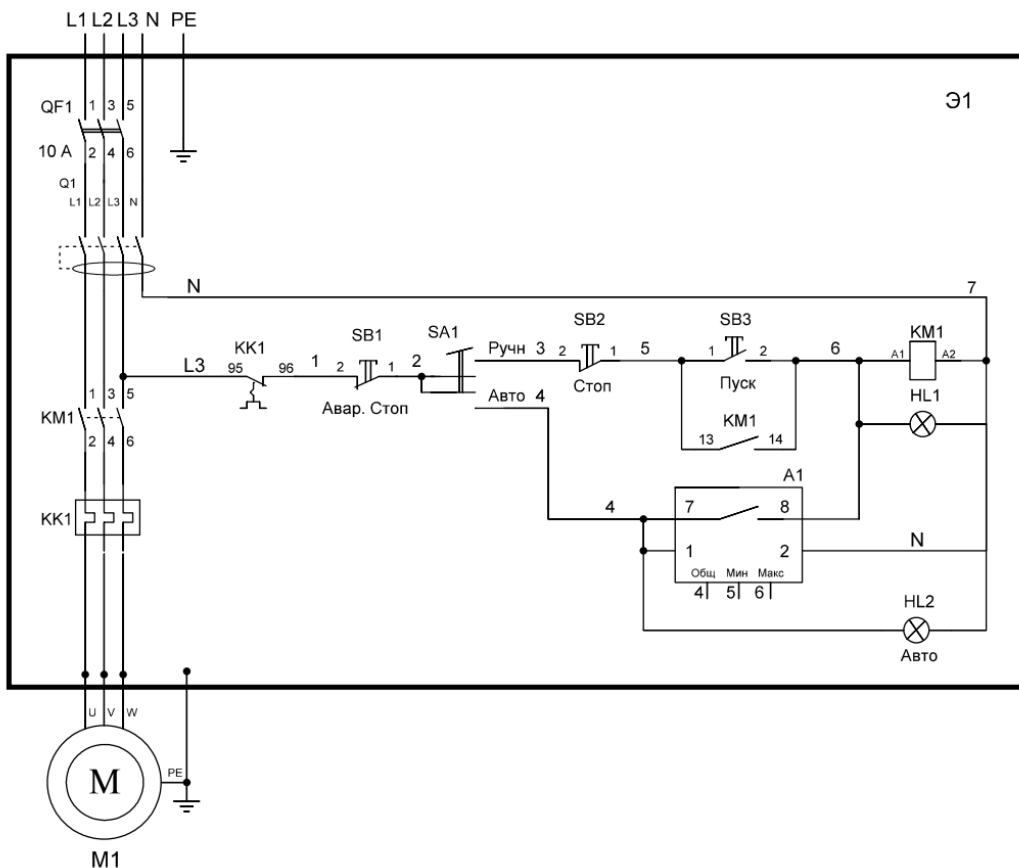 L1 L2 L3 N PE
Э1
QF1 1 3 5
10 А 2 4 6
Q1
L1 L2 L3 N
N 7
SB2 SB3 KM1
SB1 SA1
Ручн 3 2 1 5 1 2 6 A1 A2
L3 95 KK1 96 1 2 1 2
Стоп Пуск
Авар. Стоп
Авто 4
HL1
1 3 5
KM1
2 4 6
KM1
13 14
A1
KK1
4 7 8
1 2 N
Общ Мин Макс
4 5 6
HL2
Авто
U V W
M
PE
M1